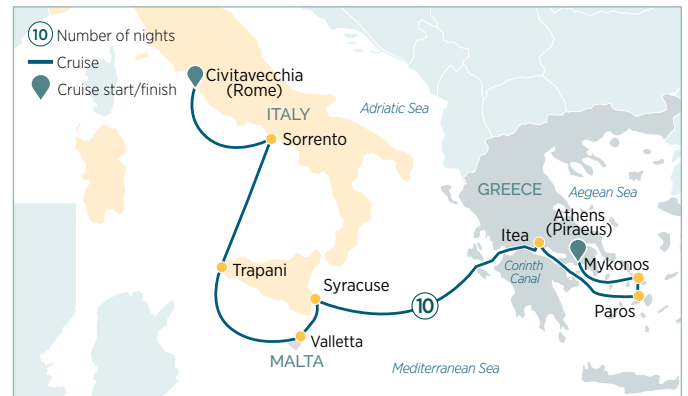 10 Number of nights
Cruise
Cruise start/finish
Civitavecchia
(Rome)
Adriatic Sea
ITALY
Sorrento
GREECE
Aegean Sea
Athens
(Piraeus)
Itea
Mykonos
Corinth
Canal
Trapani
Syracuse
10
Paros
Valletta
MALTA
Mediterranean Sea